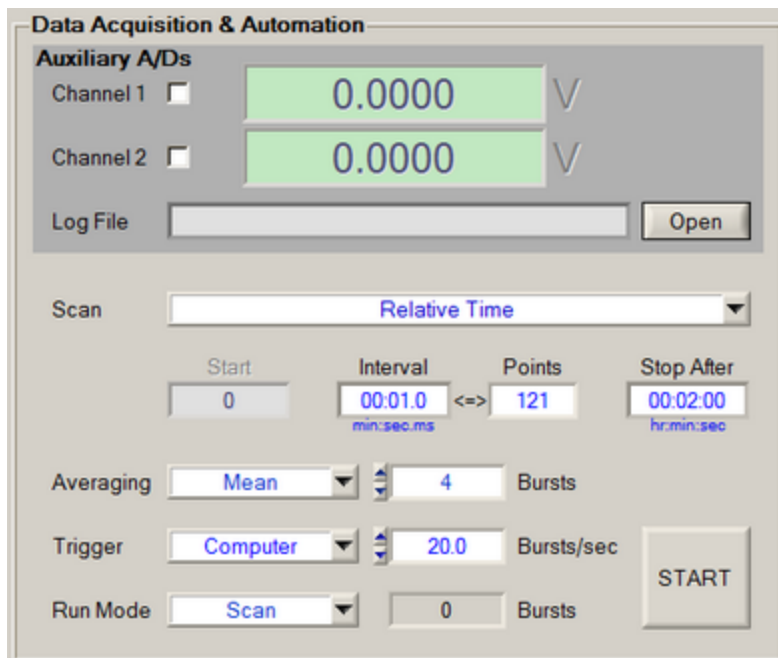 Data Acquisition & Automation
Auxiliary A/Ds
Channel 1 0.0000 V
Channel 2 0.0000 V
Log File Open
Scan Relative Time
Start Interval Points Stop After
0 00:01.0 <=> 121 00:02:00
min:sec.ms hr:min:sec
Averaging Mean 4 Bursts
Trigger Computer 20.0 Bursts/sec
START
Run Mode Scan 0 Bursts